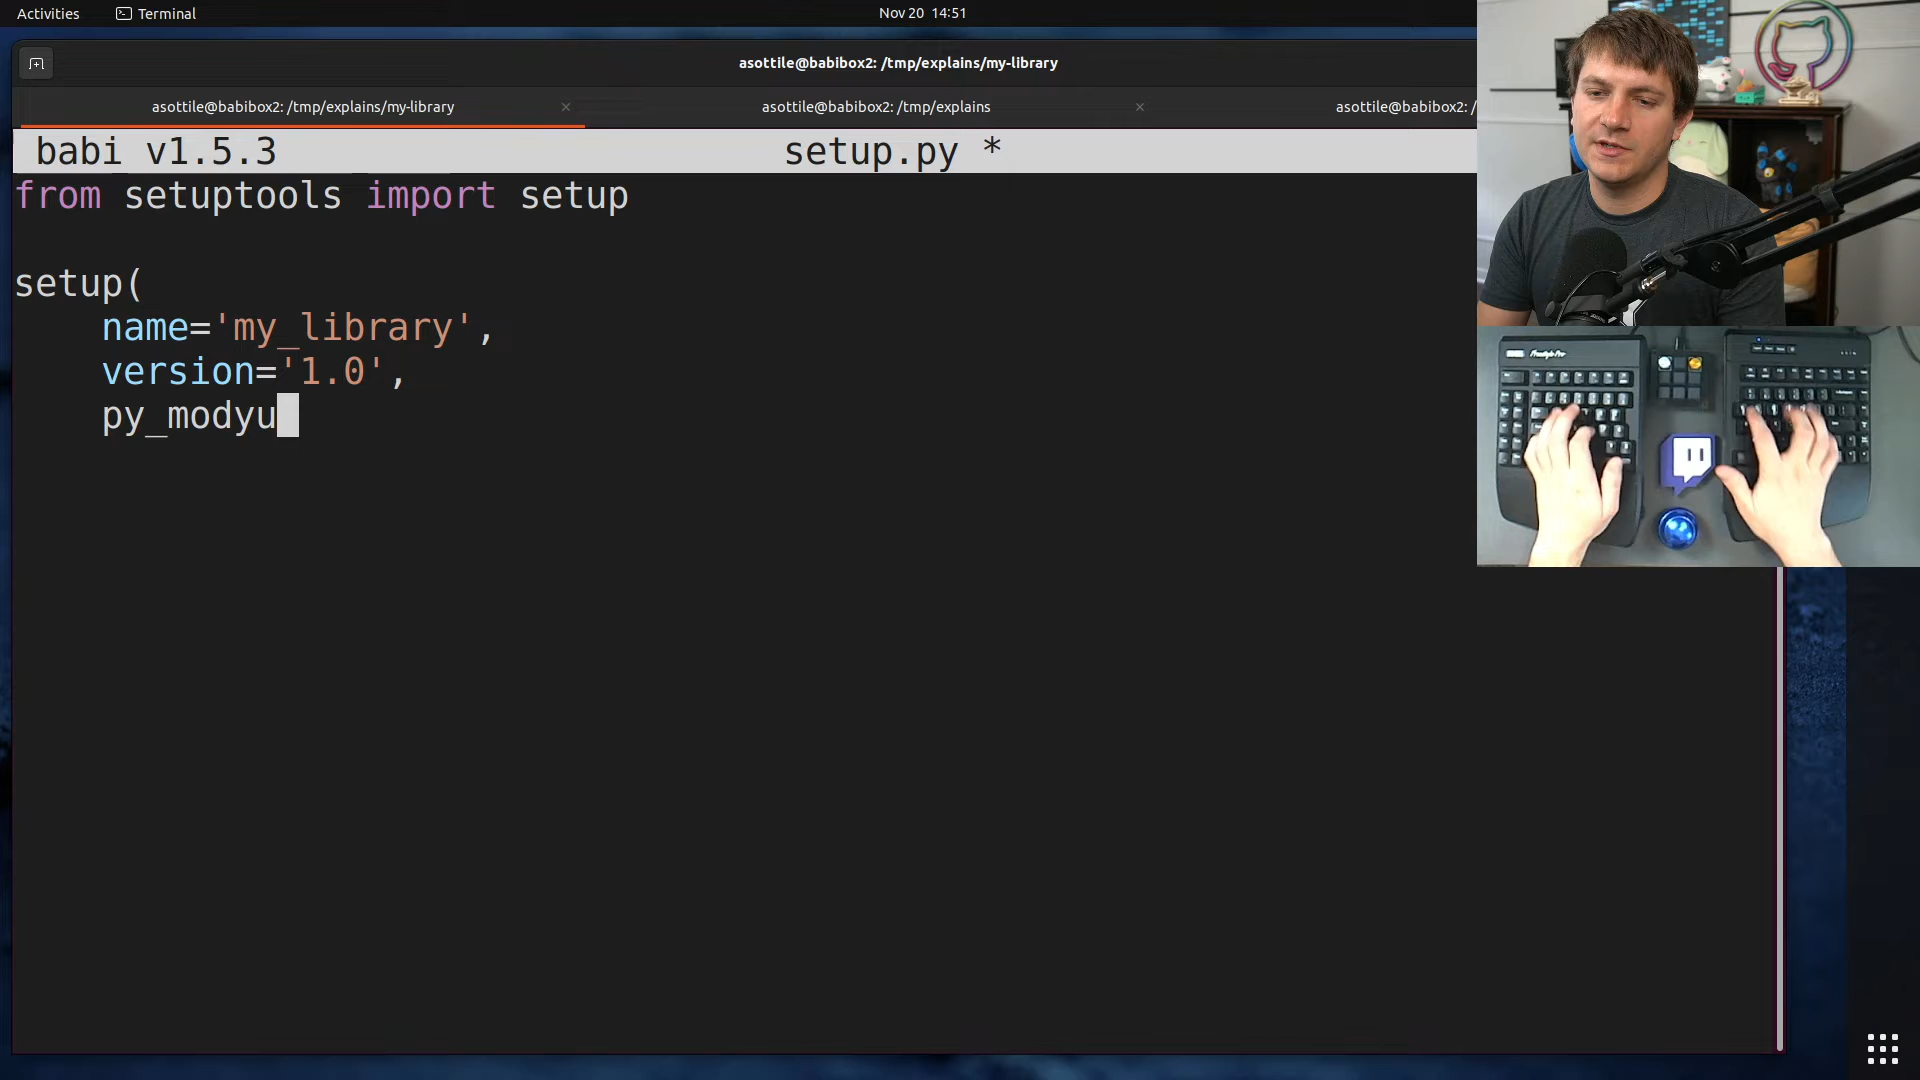 Activities
Terminal
Nov 20 14:51
asottile@babibox2: /tmp/explains/my-library
asottile@babibox2: /tmp/explains/my-library
asottile@babibox2: /tmp/explains
asottile@babibox2: /
babi v1.5.3
setup.py *
from setuptools import setup
setup(
name='my_library',
version='1.0',
py_modyu
Freestyle Pro